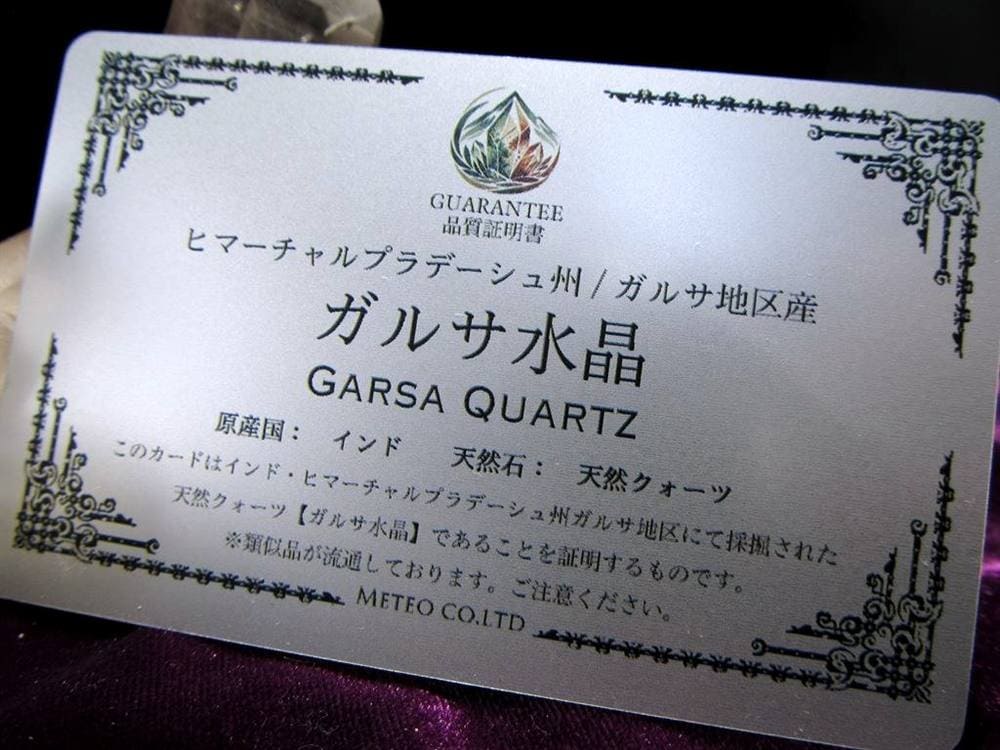 GUARANTEE
品質証明書
ヒマーチャルプラデーシュ州 / ガルサ地区産
ガルサ水晶
GARSA QUARTZ
原産国： インド 天然石： 天然クォーツ
このカードはインド・ヒマーチャルプラデーシュ州ガルサ地区にて採掘された
天然クォーツ【ガルサ水晶】であることを証明するものです。
※類似品が流通しております。ご注意ください。
METEO CO.LTD